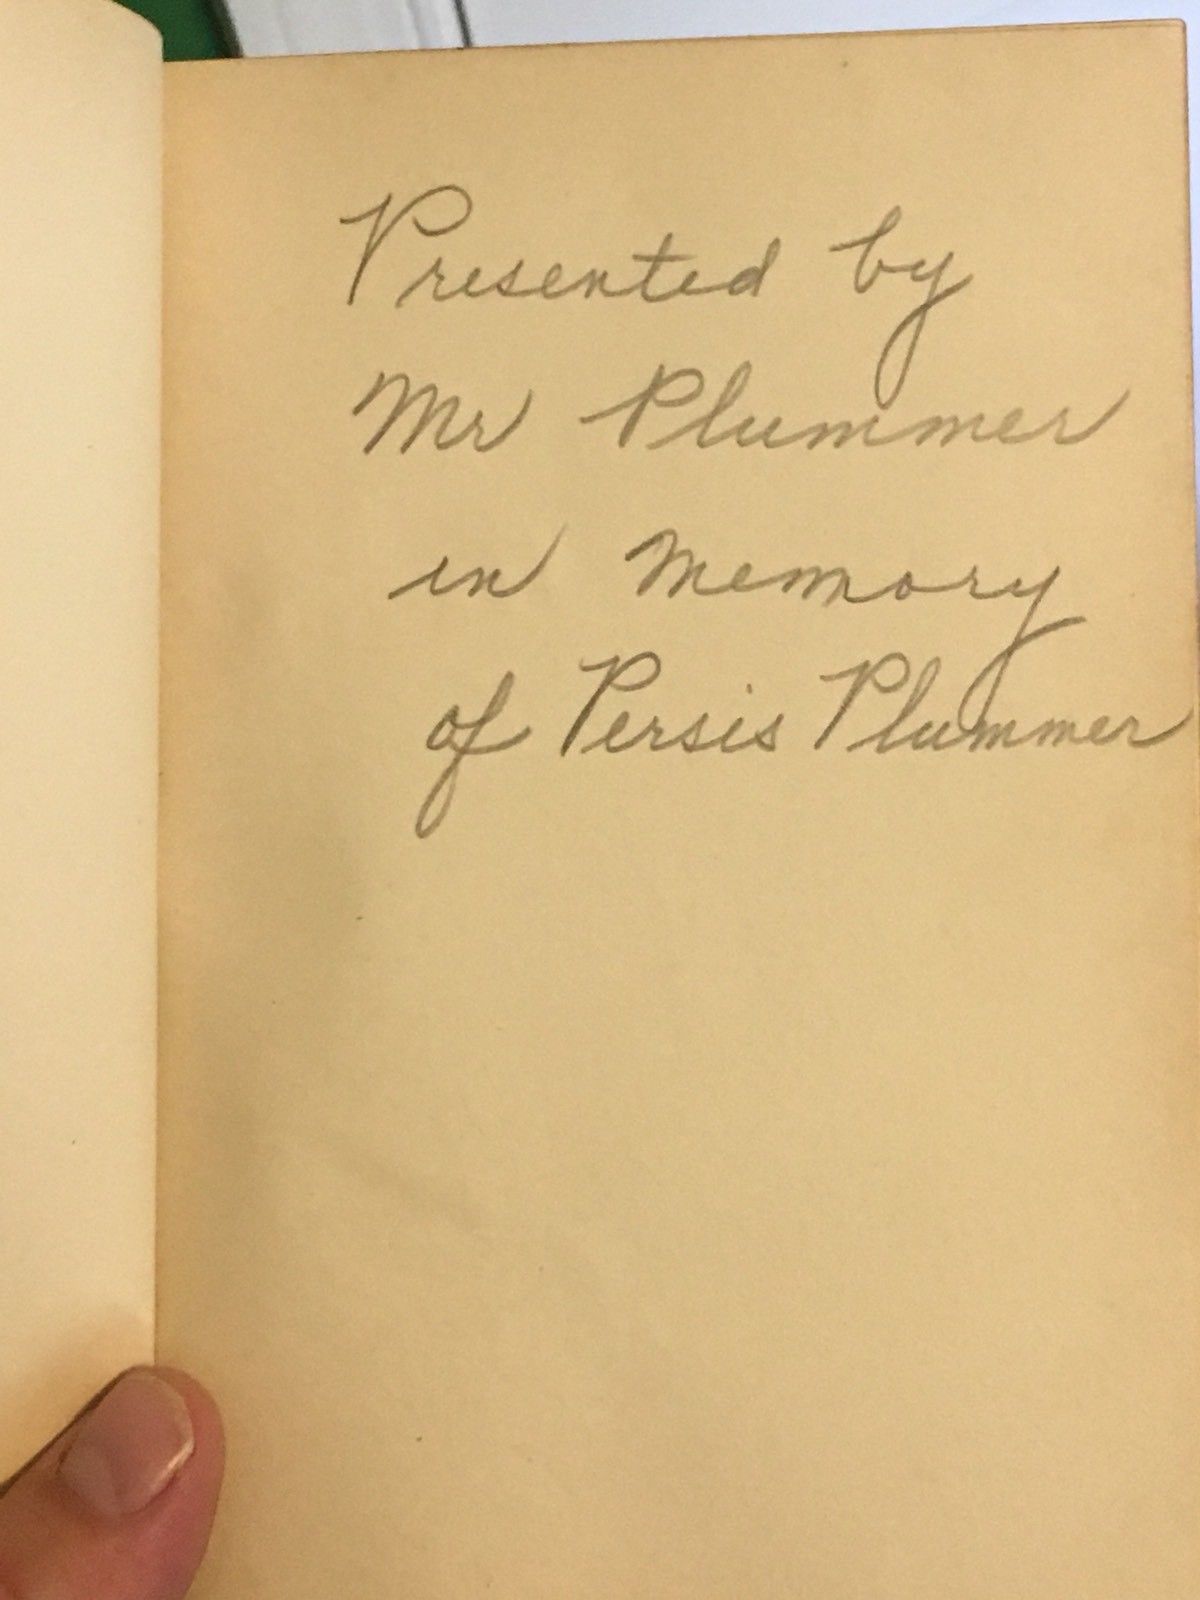 Presented by
Mr Plummer
in memory
of Persis Plummer